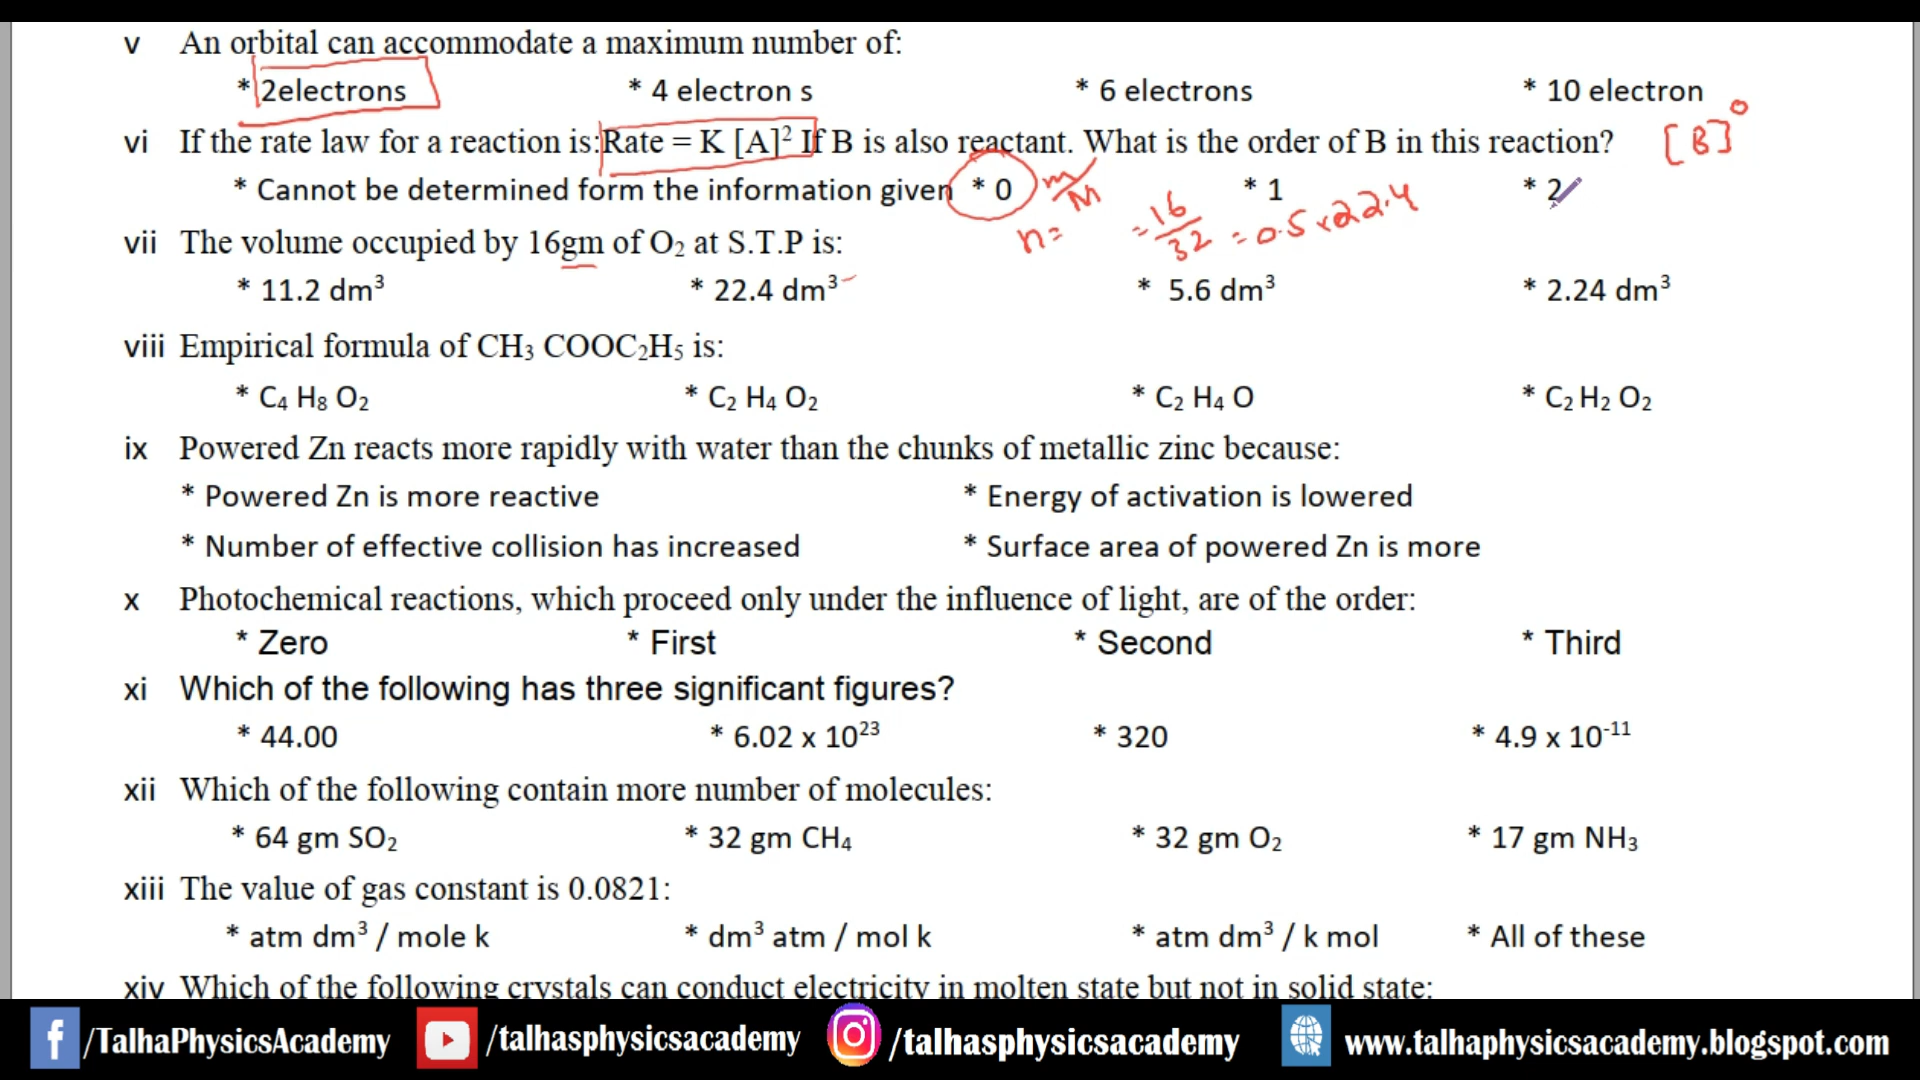 v An orbital can accommodate a maximum number of:
* 2electrons * 4 electron s * 6 electrons * 10 electron
vi If the rate law for a reaction is:Rate = K [A]² If B is also reactant. What is the order of B in this reaction? [B]⁰
* Cannot be determined form the information given * 0 * 1 * 2
n = m/M = 16/32 = 0.5 x 22.4
vii The volume occupied by 16gm of O₂ at S.T.P is:
* 11.2 dm³ * 22.4 dm³ * 5.6 dm³ * 2.24 dm³
viii Empirical formula of CH₃ COOC₂H₅ is:
* C₄ H₈ O₂ * C₂ H₄ O₂ * C₂ H₄ O * C₂ H₂ O₂
ix Powered Zn reacts more rapidly with water than the chunks of metallic zinc because:
* Powered Zn is more reactive * Energy of activation is lowered
* Number of effective collision has increased * Surface area of powered Zn is more
x Photochemical reactions, which proceed only under the influence of light, are of the order:
* Zero * First * Second * Third
xi Which of the following has three significant figures?
* 44.00 * 6.02 x 10²³ * 320 * 4.9 x 10⁻¹¹
xii Which of the following contain more number of molecules:
* 64 gm SO₂ * 32 gm CH₄ * 32 gm O₂ * 17 gm NH₃
xiii The value of gas constant is 0.0821:
* atm dm³ / mole k * dm³ atm / mol k * atm dm³ / k mol * All of these
xiv Which of the following crystals can conduct electricity in molten state but not in solid state:
/TalhaPhysicsAcademy /talhasphysicsacademy /talhasphysicsacademy www.talhaphysicsacademy.blogspot.com